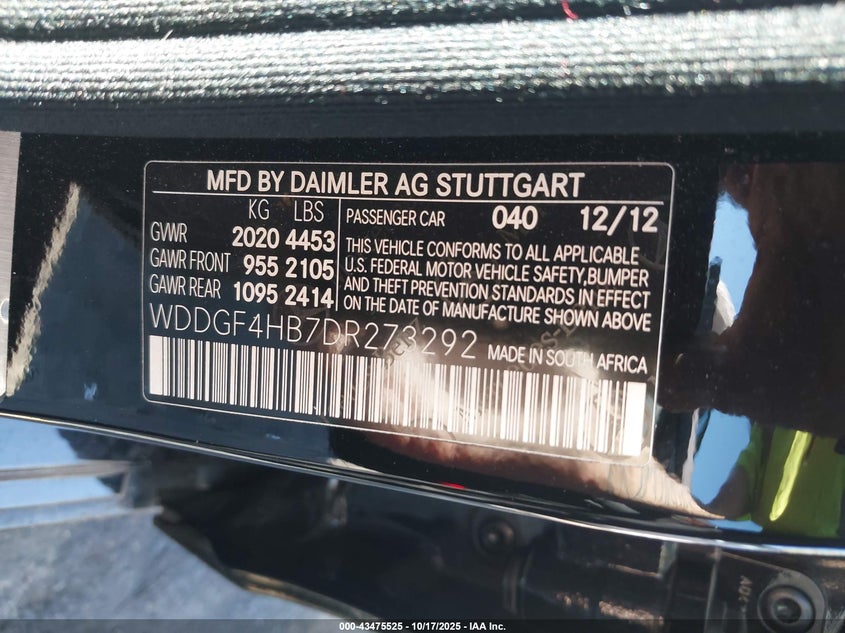 MFD BY DAIMLER AG STUTTGART
KG LBS
GVWR 2020 4453
GAWR FRONT 955 2105
GAWR REAR 1095 2414
PASSENGER CAR 040 12/12
THIS VEHICLE CONFORMS TO ALL APPLICABLE
U.S. FEDERAL MOTOR VEHICLE SAFETY,BUMPER
AND THEFT PREVENTION STANDARDS IN EFFECT
ON THE DATE OF MANUFACTURE SHOWN ABOVE
WDDGF4HB7DR273292 MADE IN SOUTH AFRICA
000-43475525 - 10/17/2025 - IAA Inc.